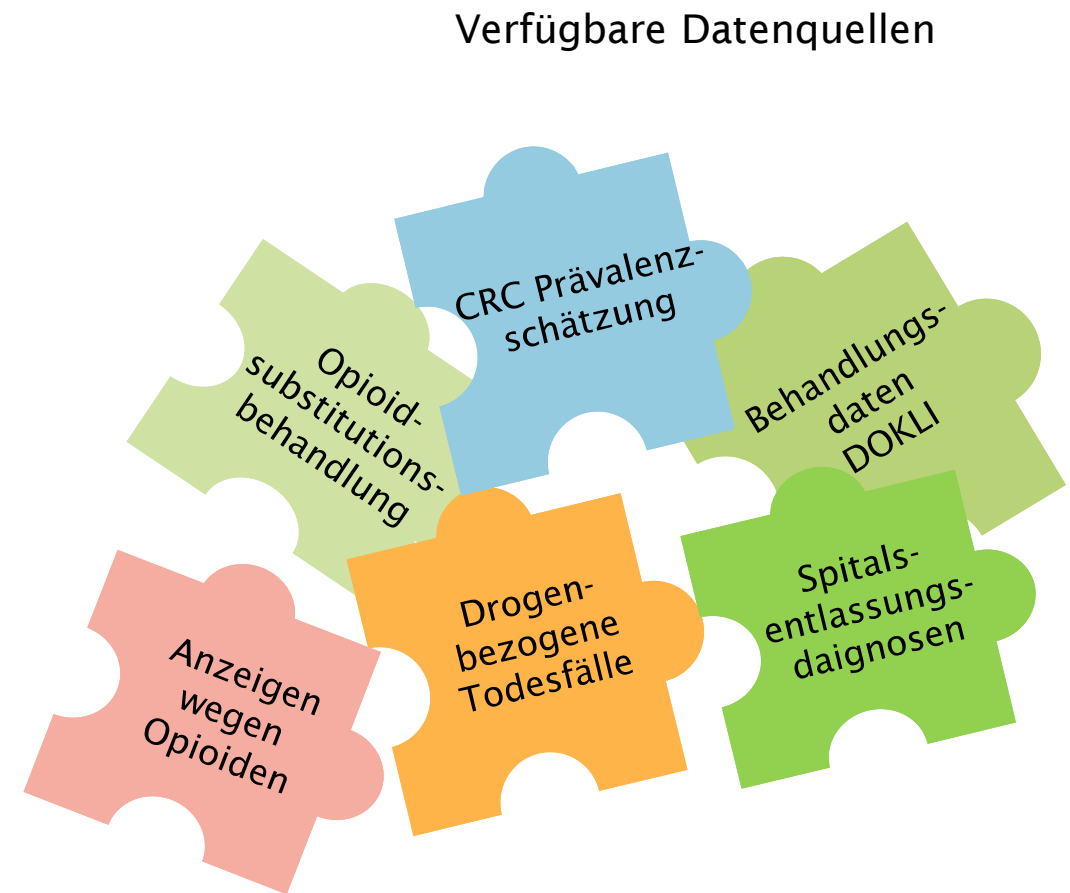 Verfügbare Datenquellen
CRC Prävalenz-
schätzung
Opioid-
substitutions-
behandlung
Behandlungs-
daten
DOKLI
Anzeigen
wegen
Opioiden
Drogen-
bezogene
Todesfälle
Spitals-
entlassungs-
daignosen